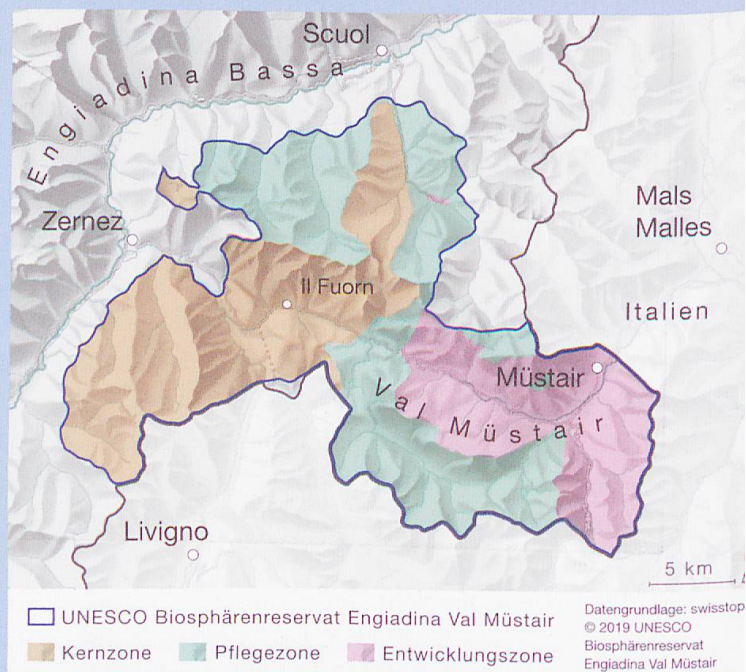 Scuol
Engiadina Bassa
Zernez
Mals
Malles
Il Fuorn
Italien
Müstair
Val Müstair
Livigno
5 km
UNESCO Biosphärenreservat Engiadina Val Müstair
Kernzone
Pflegezone
Entwicklungszone
Datengrundlage: swisstop
© 2019 UNESCO
Biosphärenreservat
Engiadina Val Müstair